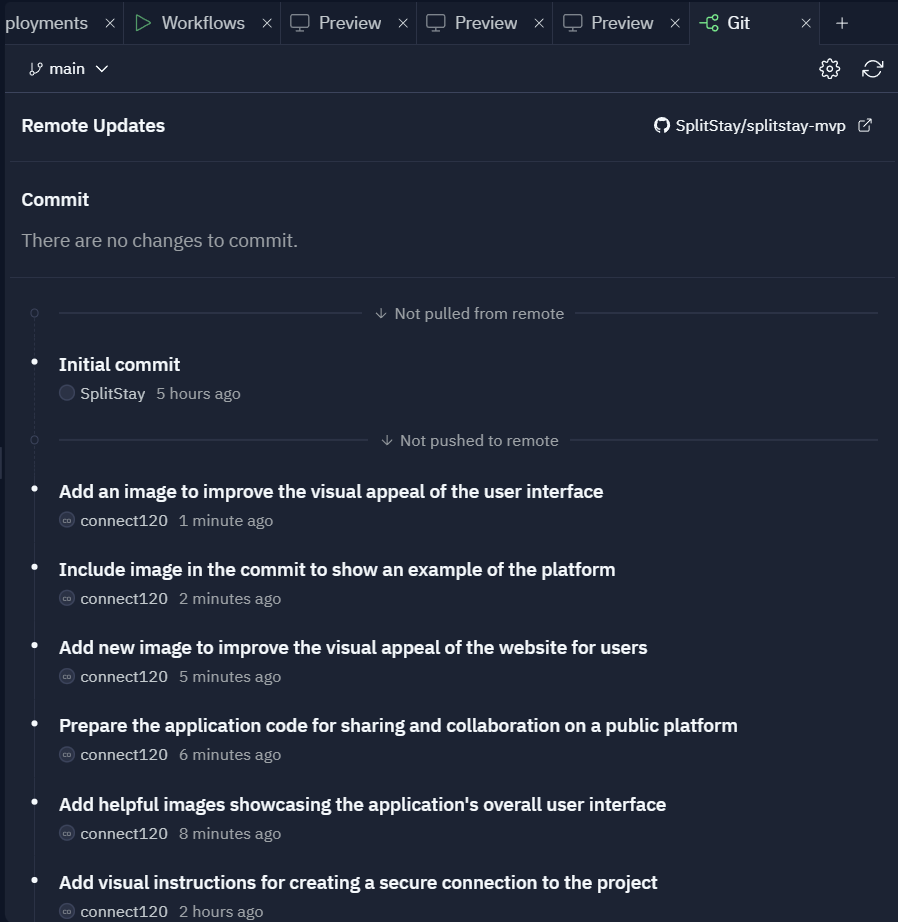 ployments
Workflows
Preview
Preview
Preview
Git
main
Remote Updates
SplitStay/splitstay-mvp
Commit
There are no changes to commit.
Not pulled from remote
Initial commit
SplitStay 5 hours ago
Not pushed to remote
Add an image to improve the visual appeal of the user interface
co connect120 1 minute ago
Include image in the commit to show an example of the platform
co connect120 2 minutes ago
Add new image to improve the visual appeal of the website for users
co connect120 5 minutes ago
Prepare the application code for sharing and collaboration on a public platform
co connect120 6 minutes ago
Add helpful images showcasing the application's overall user interface
co connect120 8 minutes ago
Add visual instructions for creating a secure connection to the project
co connect120 2 hours ago